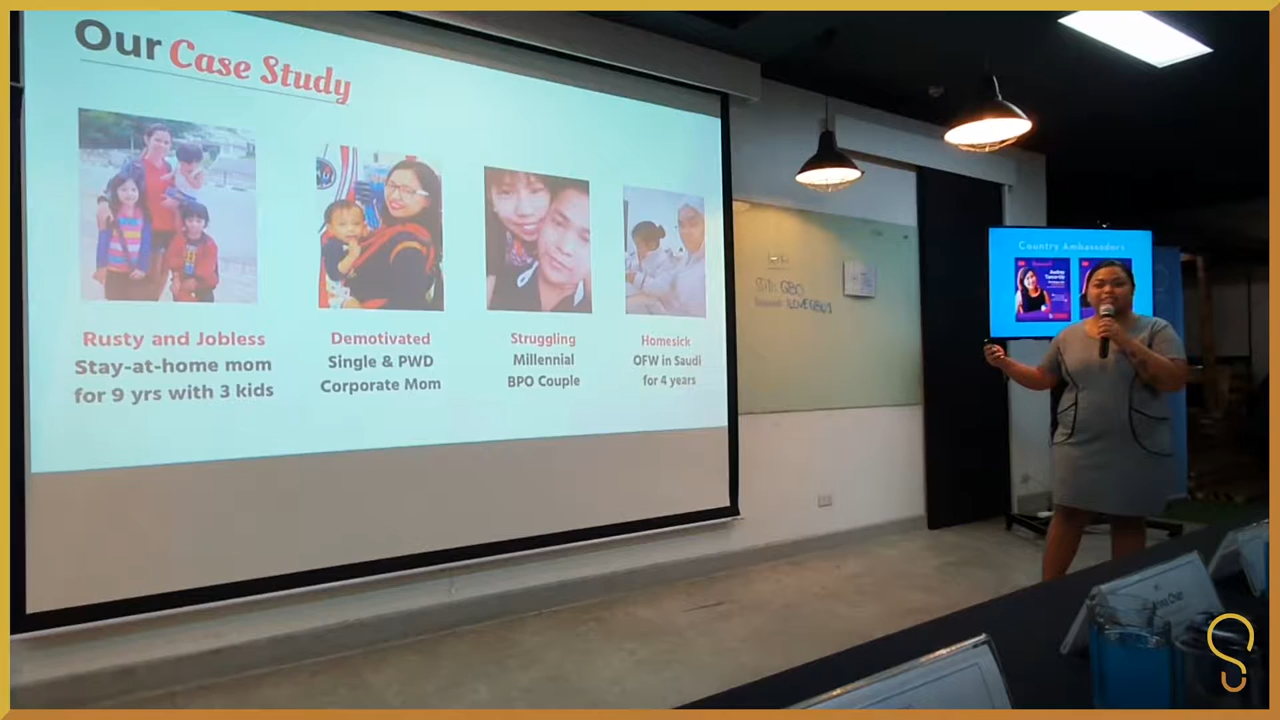 Our Case Study
Rusty and Jobless
Stay-at-home mom
for 9 yrs with 3 kids
Demotivated
Single & PWD
Corporate Mom
Struggling
Millennial
BPO Couple
Homesick
OFW in Saudi
for 4 years
Country Ambassadors